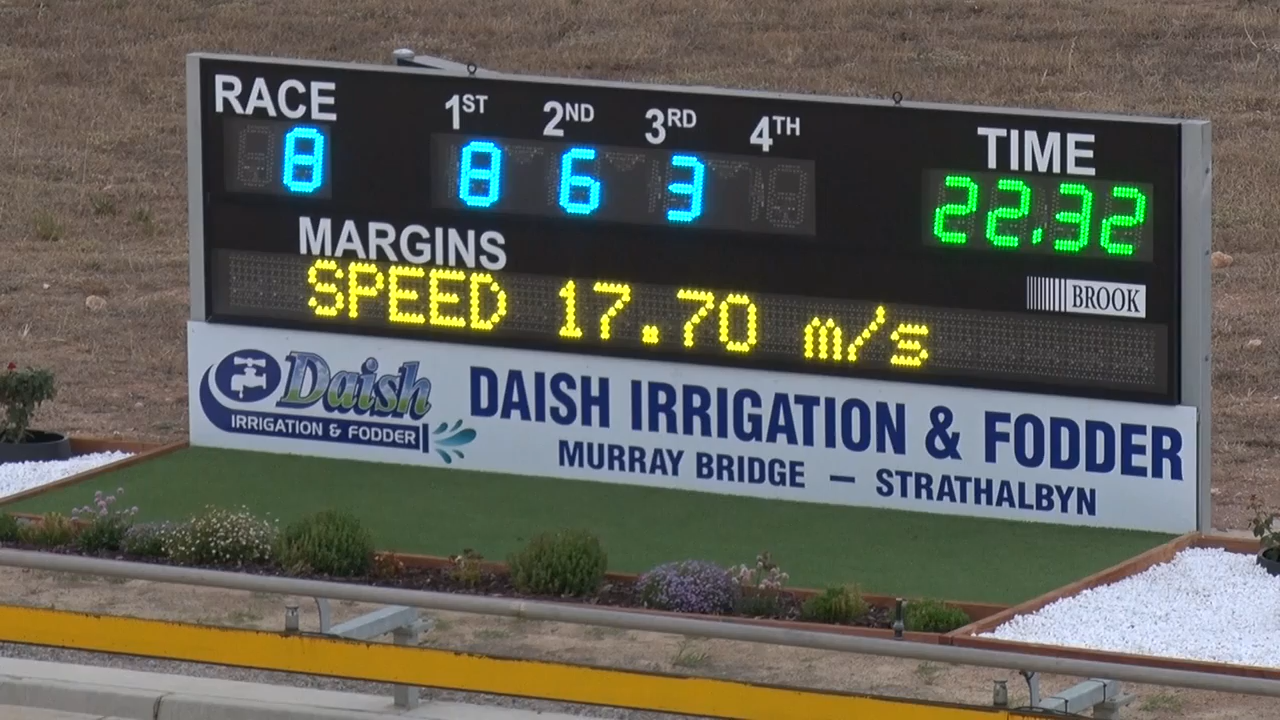 RACE 1ST 2ND 3RD 4TH TIME
8 8 6 3 22.32
MARGINS
SPEED 17.70 m/s
BROOK
Daish
IRRIGATION & FODDER
DAISH IRRIGATION & FODDER
MURRAY BRIDGE — STRATHALBYN